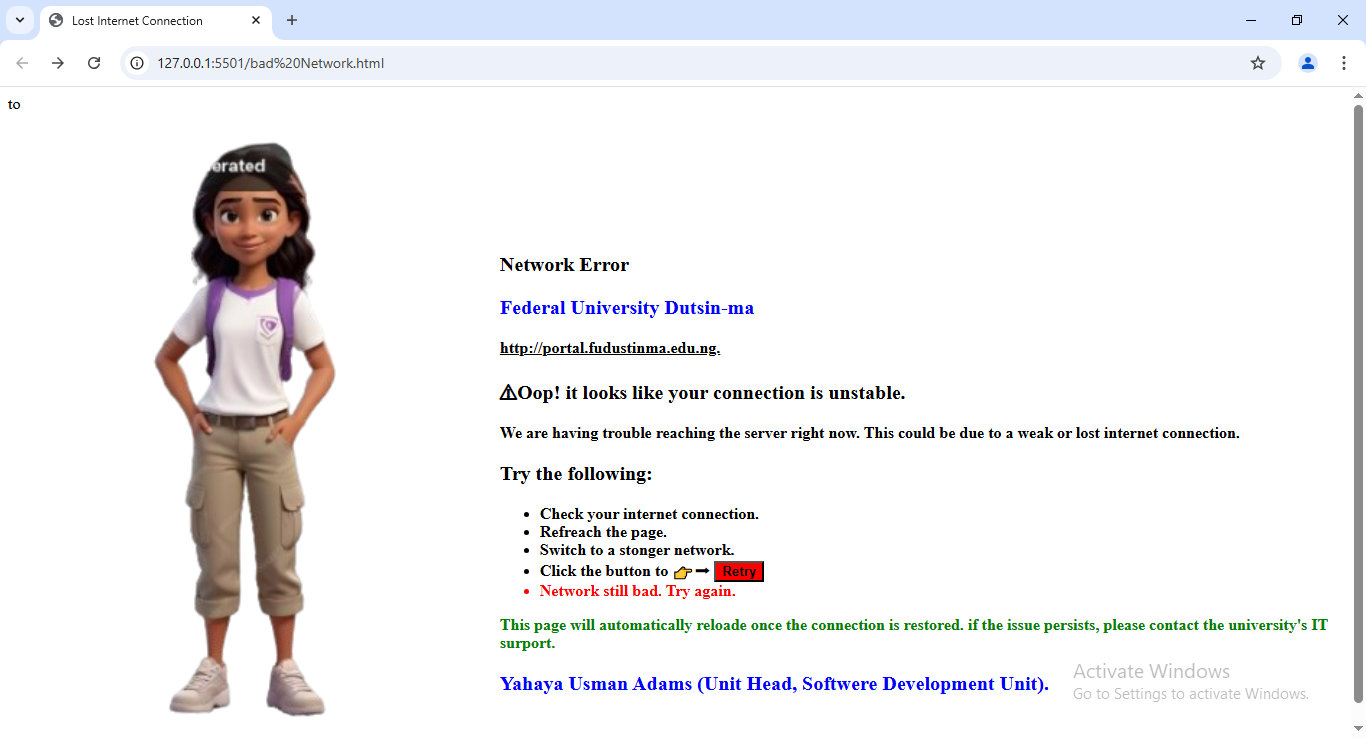 Lost Internet Connection
127.0.0.1:5501/bad%20Network.html
to
erated
Network Error
Federal University Dutsin-ma
http://portal.fudustinma.edu.ng.
⚠Oop! it looks like your connection is unstable.
We are having trouble reaching the server right now. This could be due to a weak or lost internet connection.
Try the following:
• Check your internet connection.
• Refreach the page.
• Switch to a stonger network.
• Click the button to 👉➡ Retry
• Network still bad. Try again.
This page will automatically reloade once the connection is restored. if the issue persists, please contact the university's IT
surport.
Yahaya Usman Adams (Unit Head, Softwere Development Unit).
Activate Windows
Go to Settings to activate Windows.